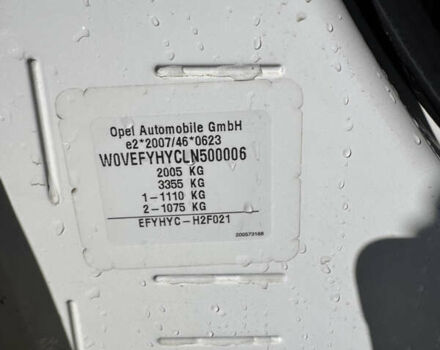 Opel Automobile GmbH
e2*2007/46*0623
W0VEFYHYCLN500006
2005 KG
3355 KG
1-1110 KG
2-1075 KG
EFYHYC-H2F021
200573168